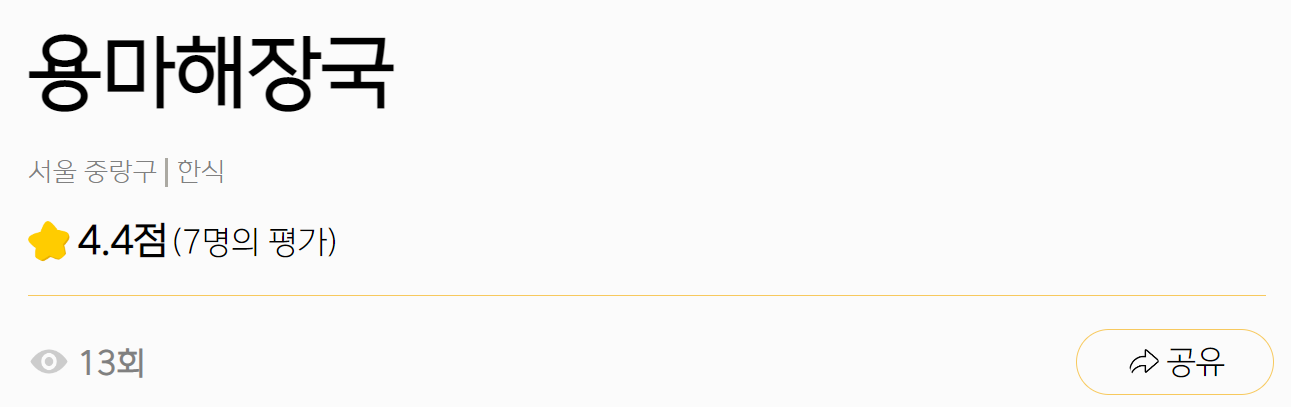 용마해장국
서울 중랑구 | 한식
4.4점 (7명의 평가)
13회
공유